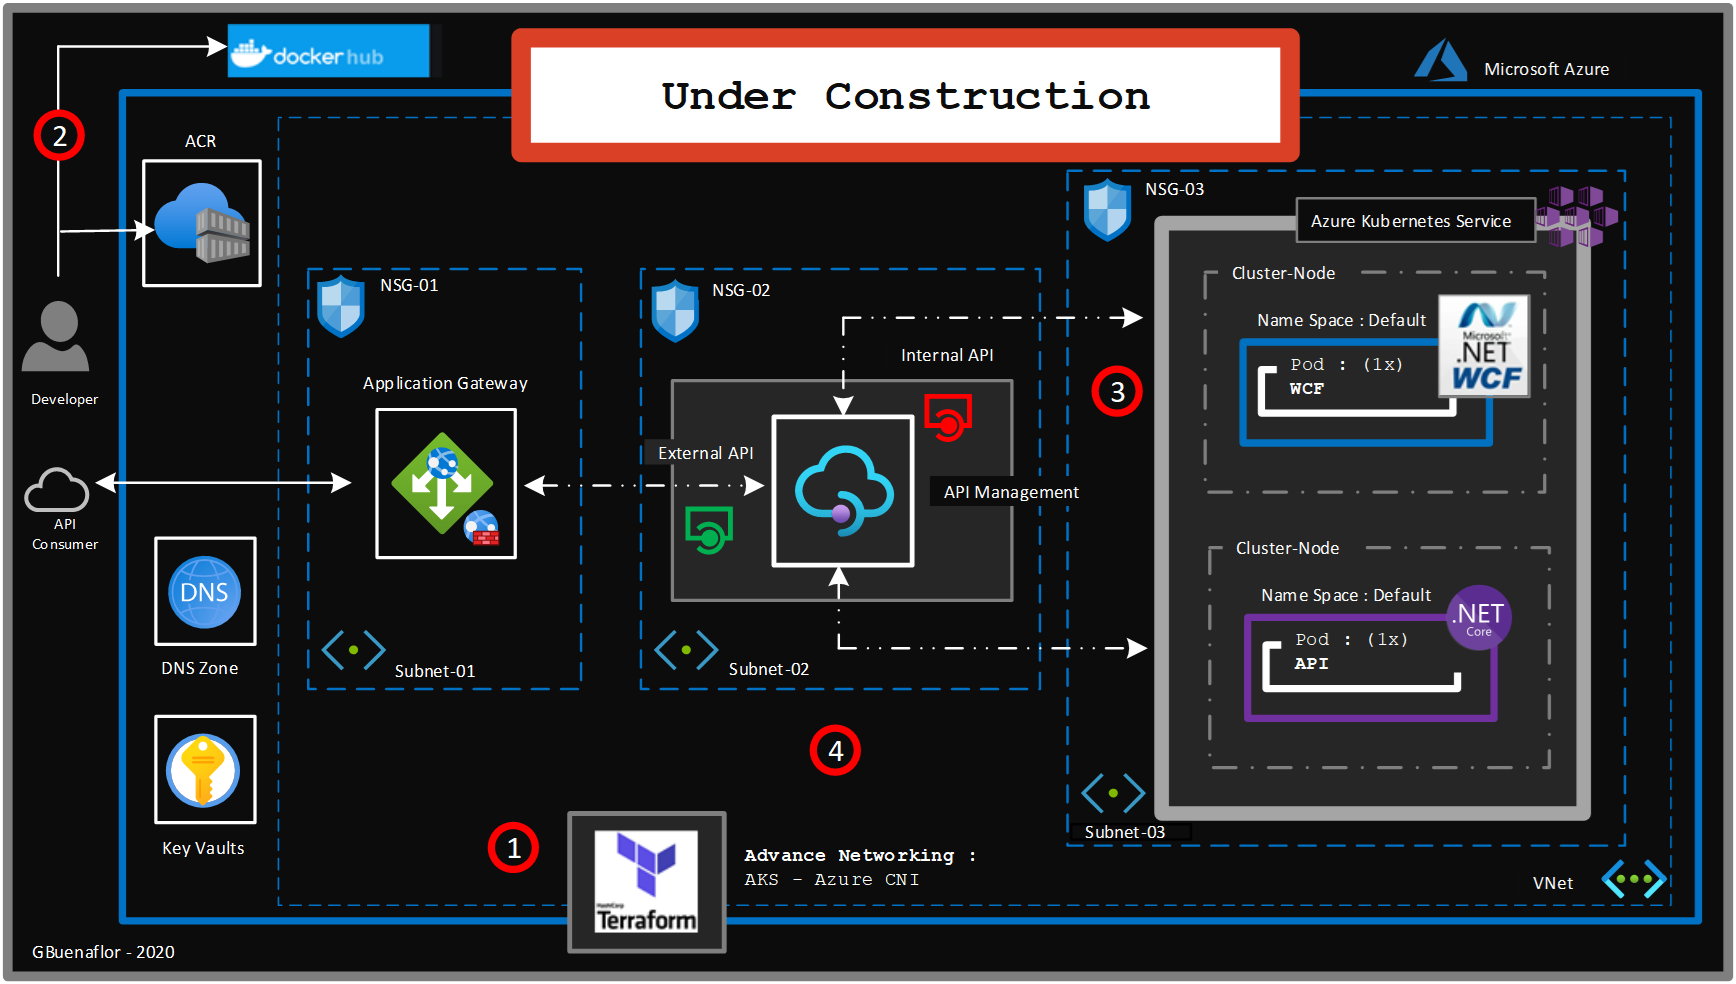 docker hub
Under Construction
Microsoft Azure
2
ACR
NSG-03
Azure Kubernetes Service
Cluster-Node
Name Space : Default
Microsoft
.NET
WCF
Pod : (1x)
WCF
NSG-01
NSG-02
Internal API
3
Application Gateway
Developer
External API
API Management
API
Consumer
DNS
DNS Zone
Cluster-Node
Name Space : Default
.NET
Core
Pod : (1x)
API
Subnet-01
Subnet-02
4
Key Vaults
1
HashiCorp
Terraform
Advance Networking :
AKS - Azure CNI
Subnet-03
VNet
GBuenaflor - 2020